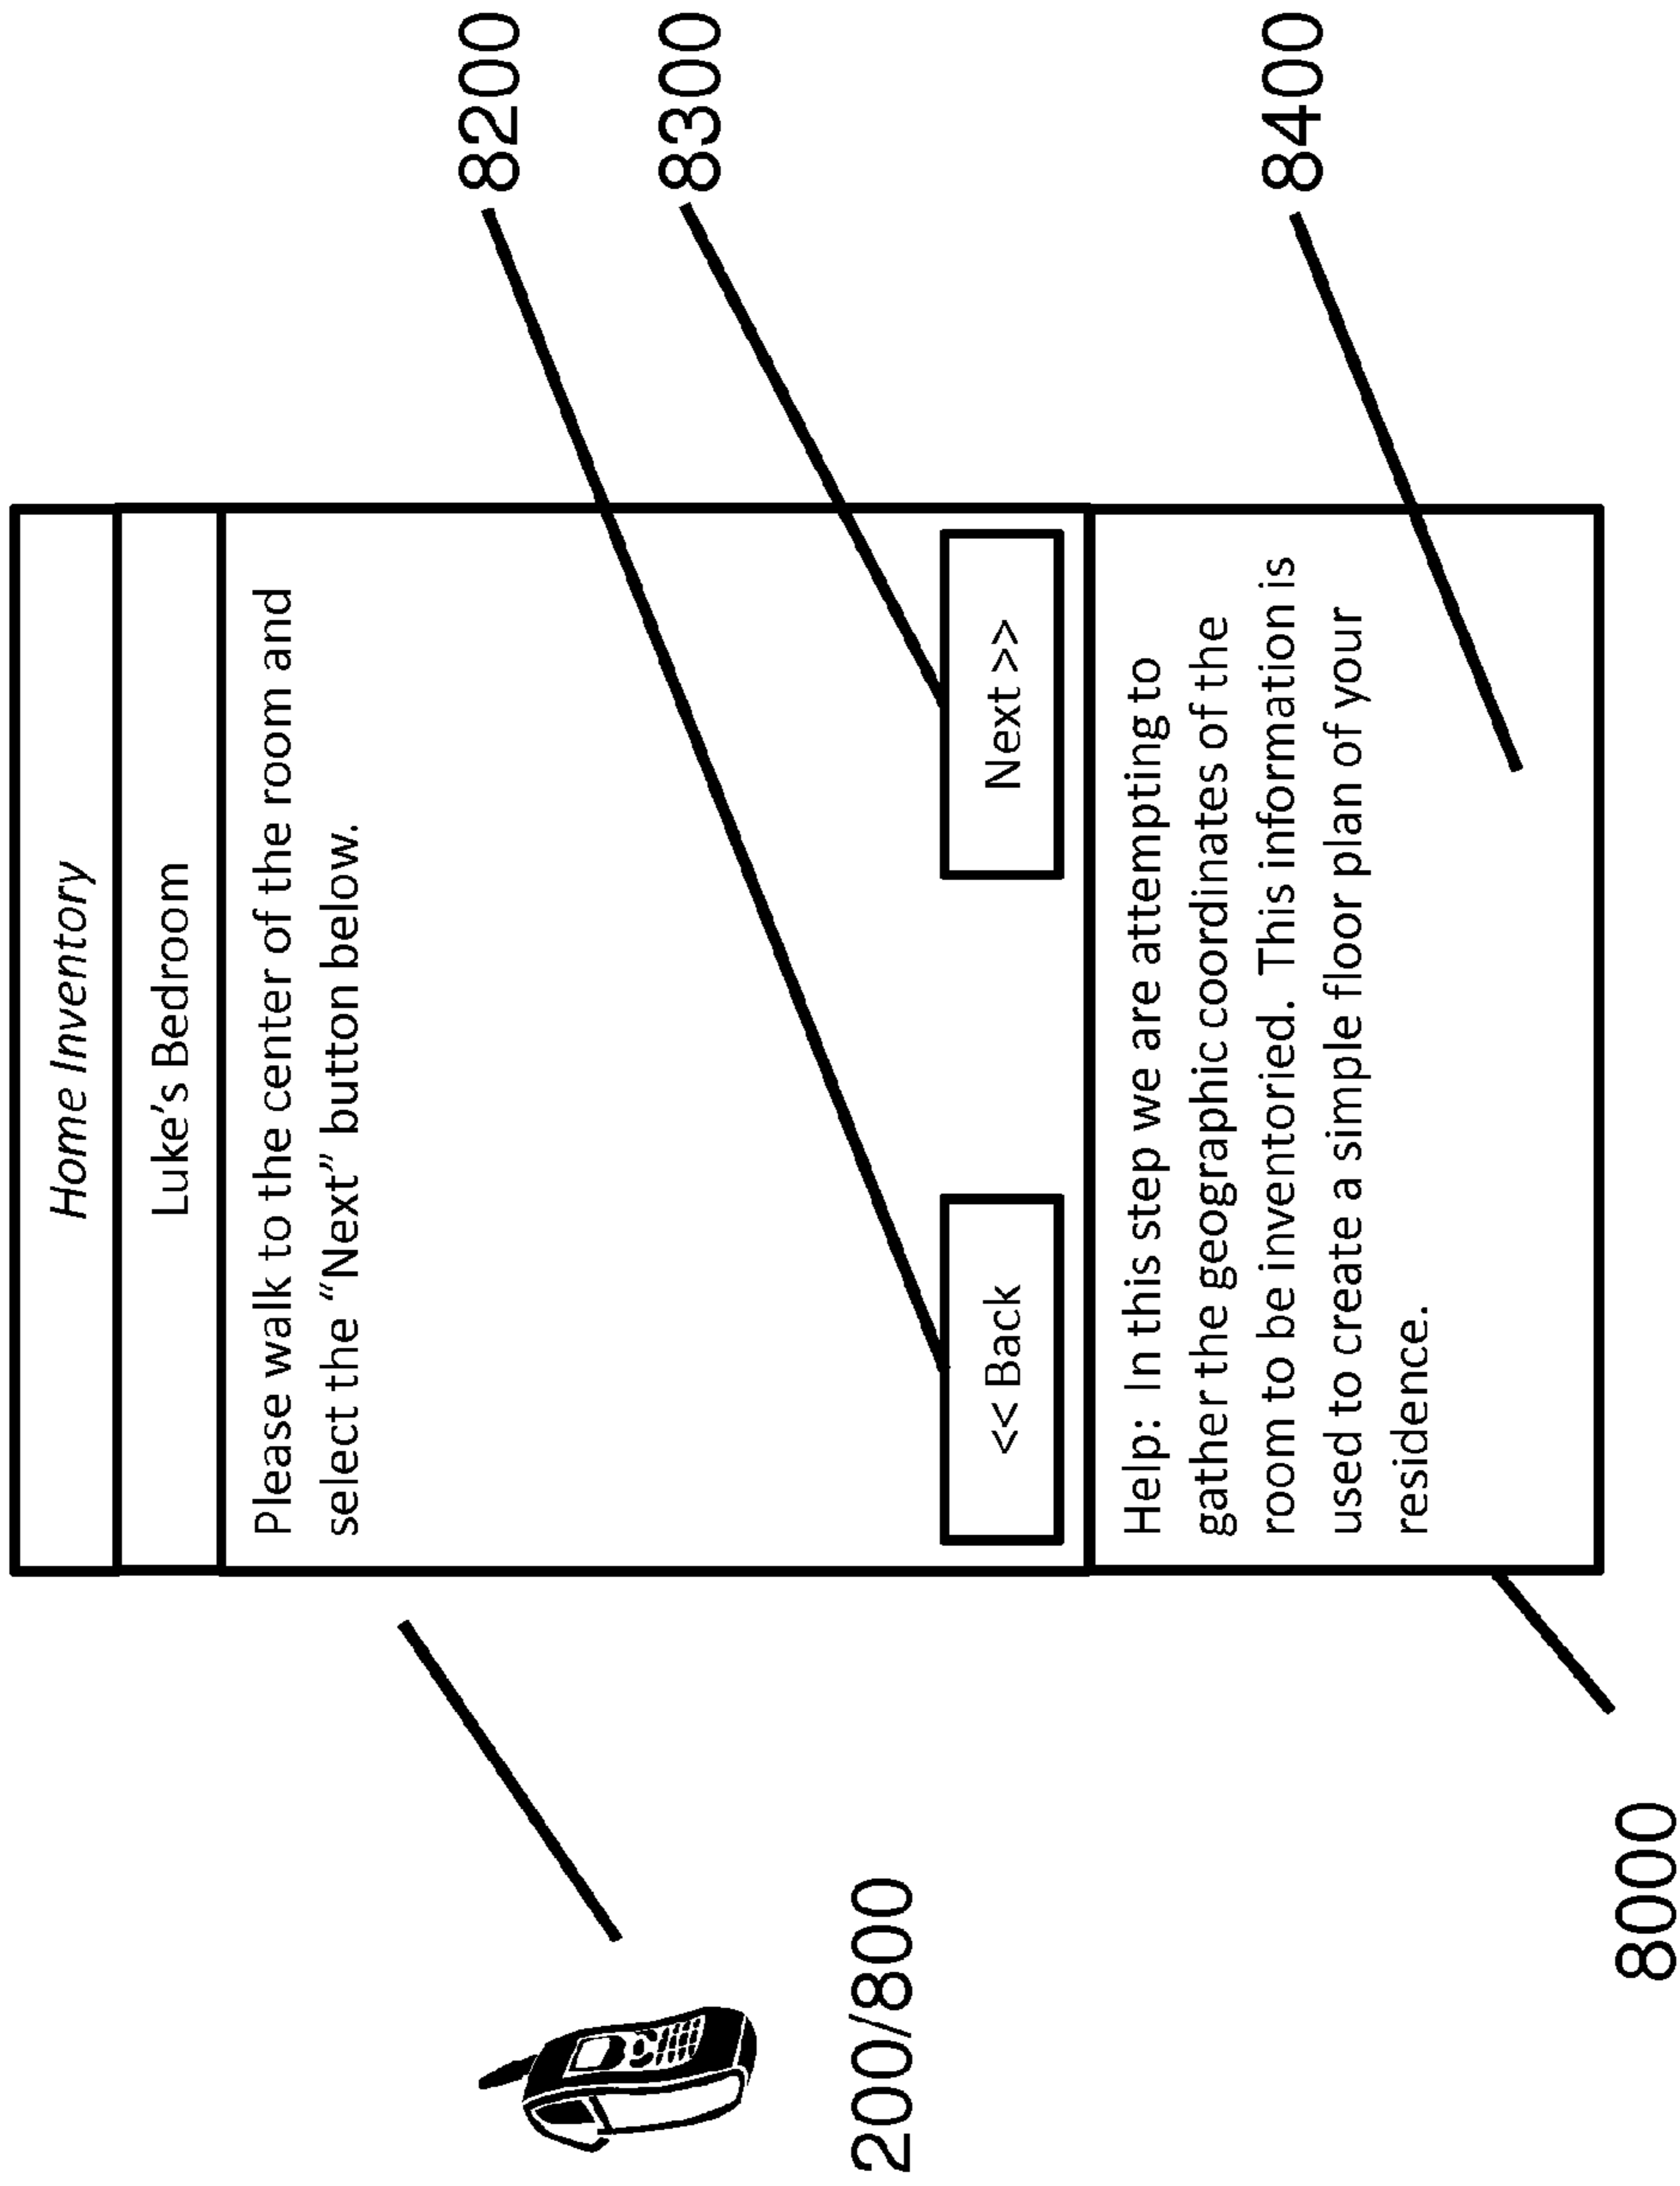 Home Inventory
Luke's Bedroom
Please walk to the center of the room and
select the “Next” button below.
<< Back
Next >>
Help: In this step we are attempting to
gather the geographic coordinates of the
room to be inventoried. This information is
used to create a simple floor plan of your
residence.
200/800
8000
8200
8300
8400